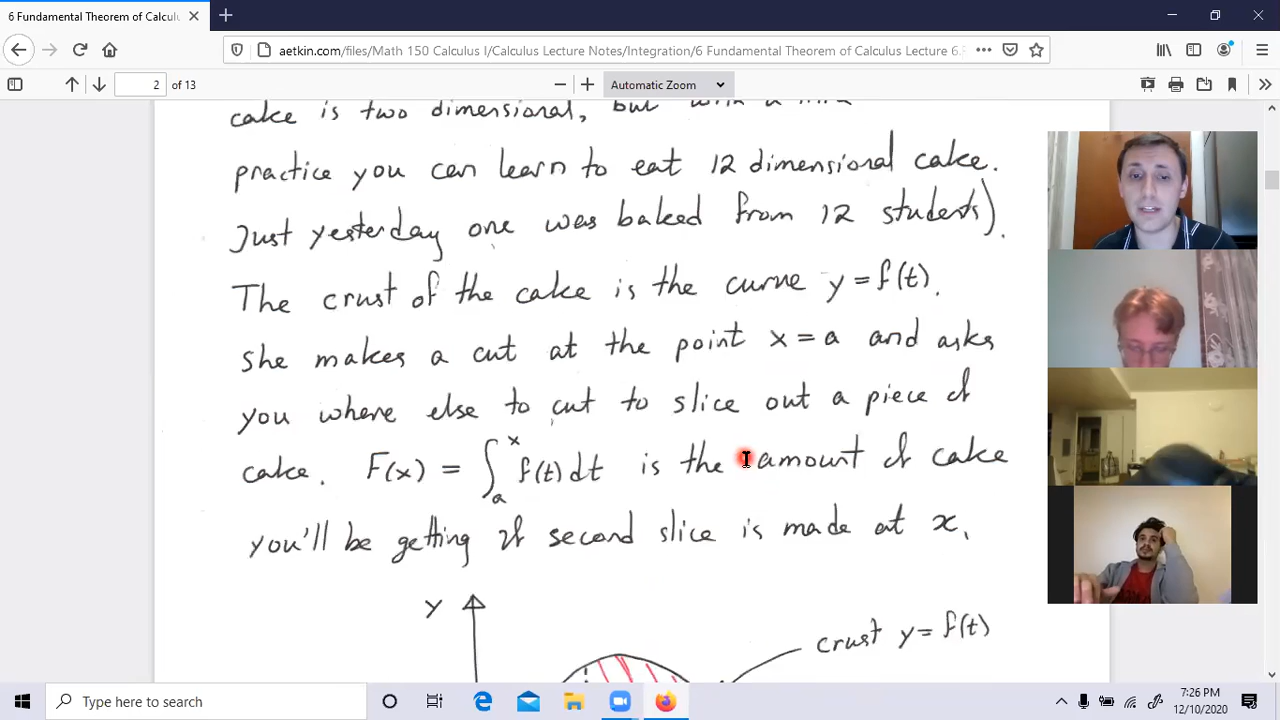 6 Fundamental Theorem of Calculu
aetkin.com/files/Math 150 Calculus I/Calculus Lecture Notes/Integration/6 Fundamental Theorem of Calculus Lecture 6.
2 of 13
Automatic Zoom
cake is two dimensional, but with a little
practice you can learn to eat 12 dimensional cake.
Just yesterday one was baked from 12 students).
The crust of the cake is the curve y = f(t).
She makes a cut at the point x = a and asks
you where else to cut to slice out a piece of
cake. F(x) = ∫ₐˣ f(t) dt is the amount of cake
you'll be getting if second slice is made at x.
y
crust y = f(t)
Type here to search
7:26 PM
12/10/2020